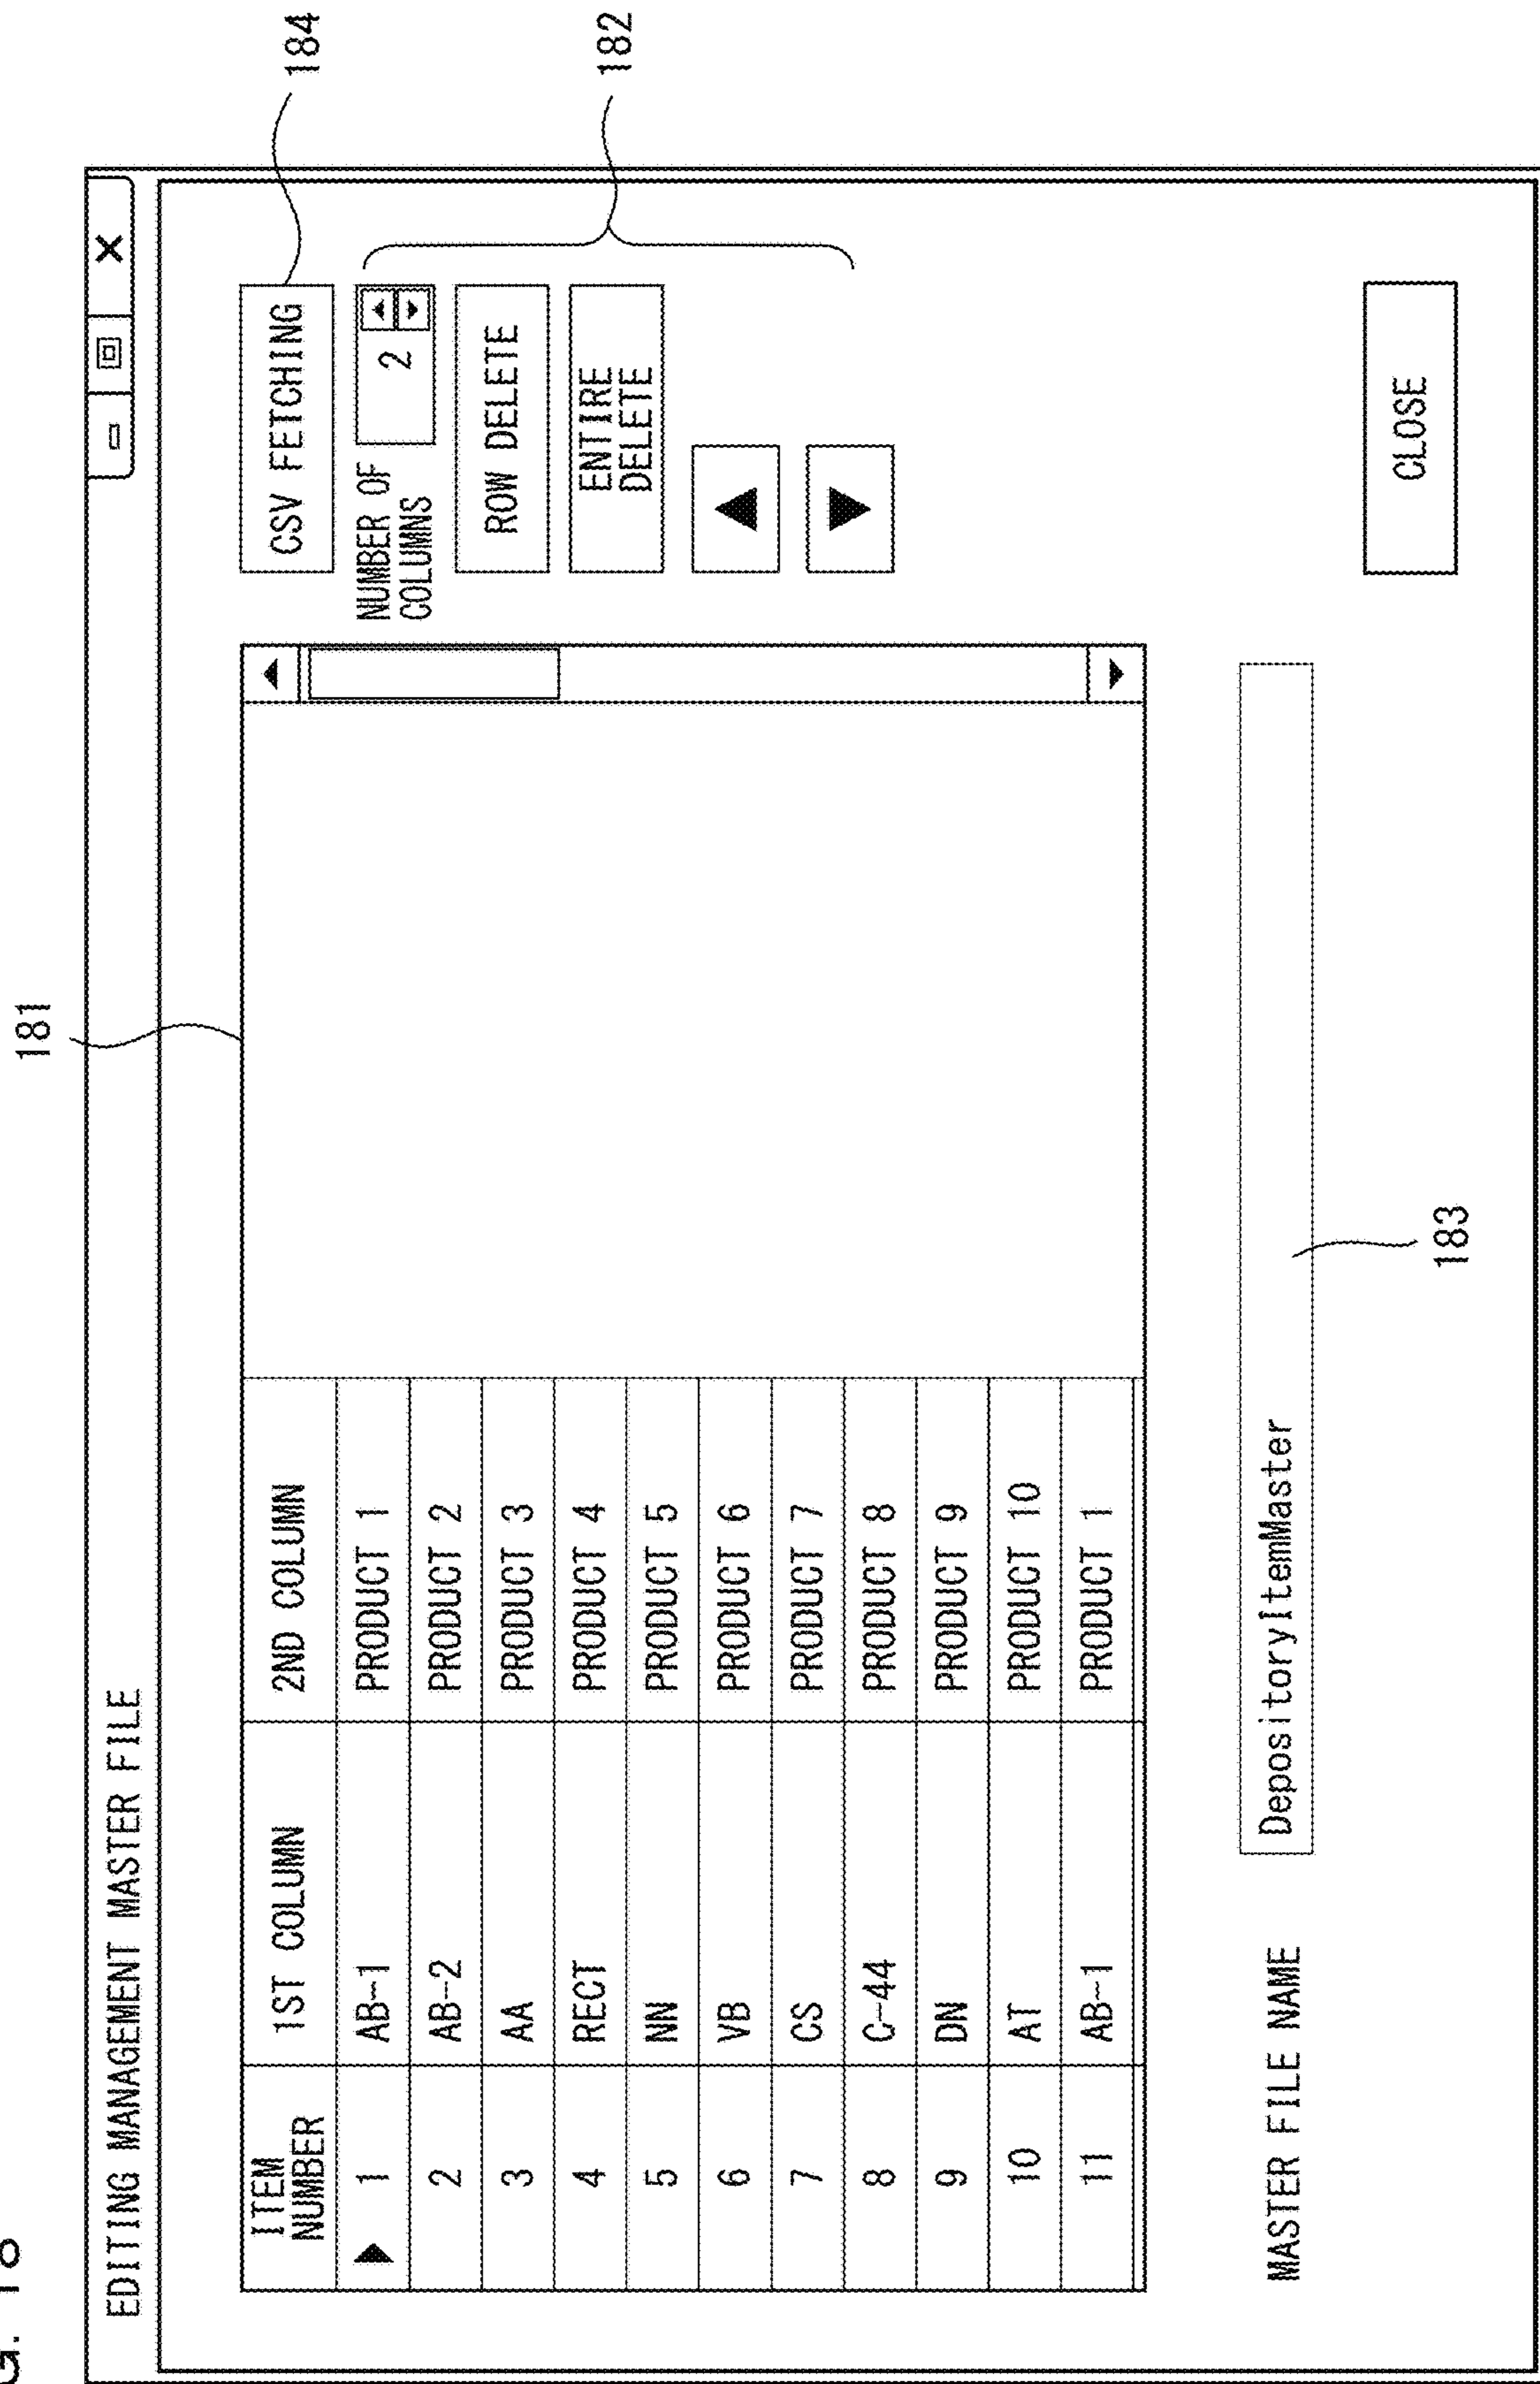 G. 18
EDITING MANAGEMENT MASTER FILE
181
ITEM
NUMBER
1ST COLUMN
2ND COLUMN
1 AB-1 PRODUCT 1
2 AB-2 PRODUCT 2
3 AA PRODUCT 3
4 RECT PRODUCT 4
5 NN PRODUCT 5
6 VB PRODUCT 6
7 CS PRODUCT 7
8 C-44 PRODUCT 8
9 DN PRODUCT 9
10 AT PRODUCT 10
11 AB-1 PRODUCT 1
CSV FETCHING
184
NUMBER OF
COLUMNS
2
182
ROW DELETE
ENTIRE
DELETE
MASTER FILE NAME
DepositoryItemMaster
183
CLOSE